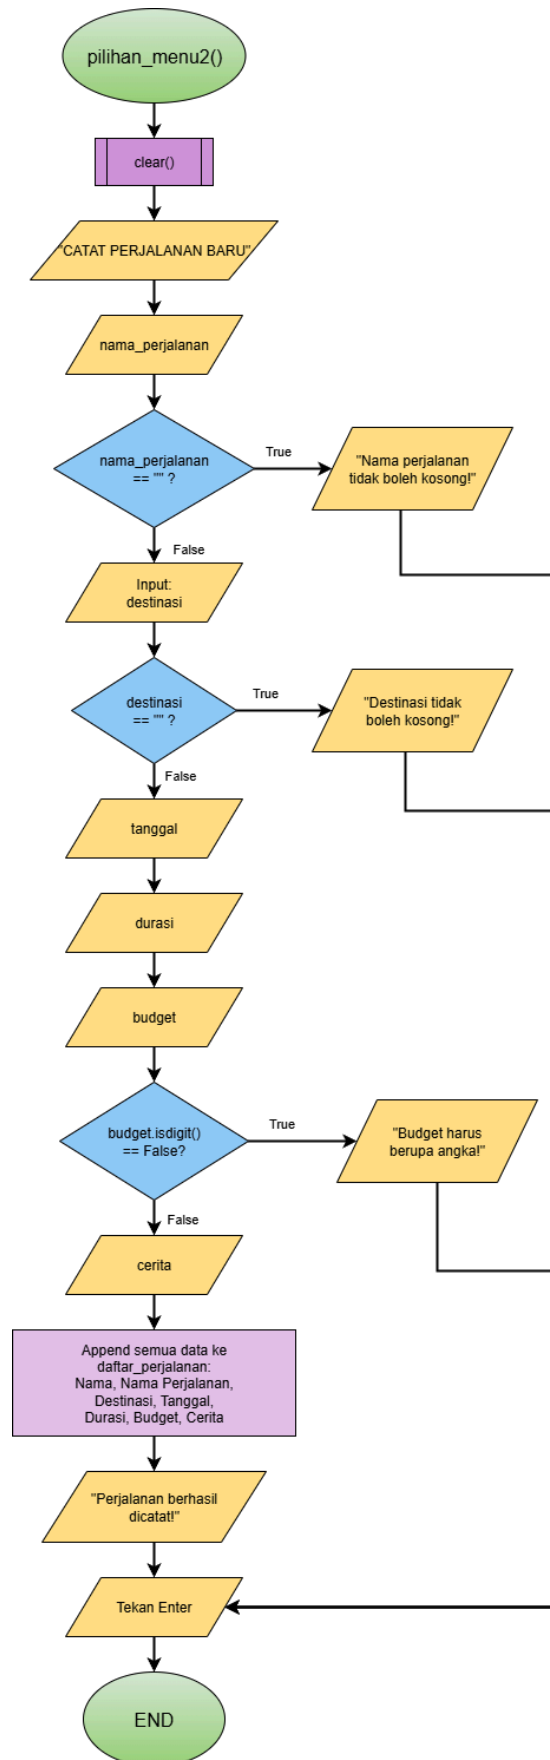 pilihan_menu2()
clear()
"CATAT PERJALANAN BARU"
nama_perjalanan
nama_perjalanan
== "" ?
True
"Nama perjalanan
tidak boleh kosong!"
False
Input:
destinasi
destinasi
== "" ?
True
"Destinasi tidak
boleh kosong!"
False
tanggal
durasi
budget
budget.isdigit()
== False?
True
"Budget harus
berupa angka!"
False
cerita
Append semua data ke
daftar_perjalanan:
Nama, Nama Perjalanan,
Destinasi, Tanggal,
Durasi, Budget, Cerita
"Perjalanan berhasil
dicatat!"
Tekan Enter
END